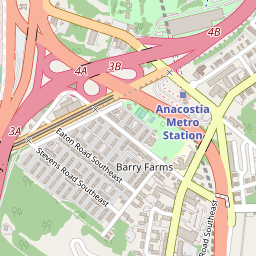 4B
3B
4A
Anacostia
Metro
Station
3A
Eaton Road Southeast
Stevens Road Southeast
Barry Farms
Road Southeast